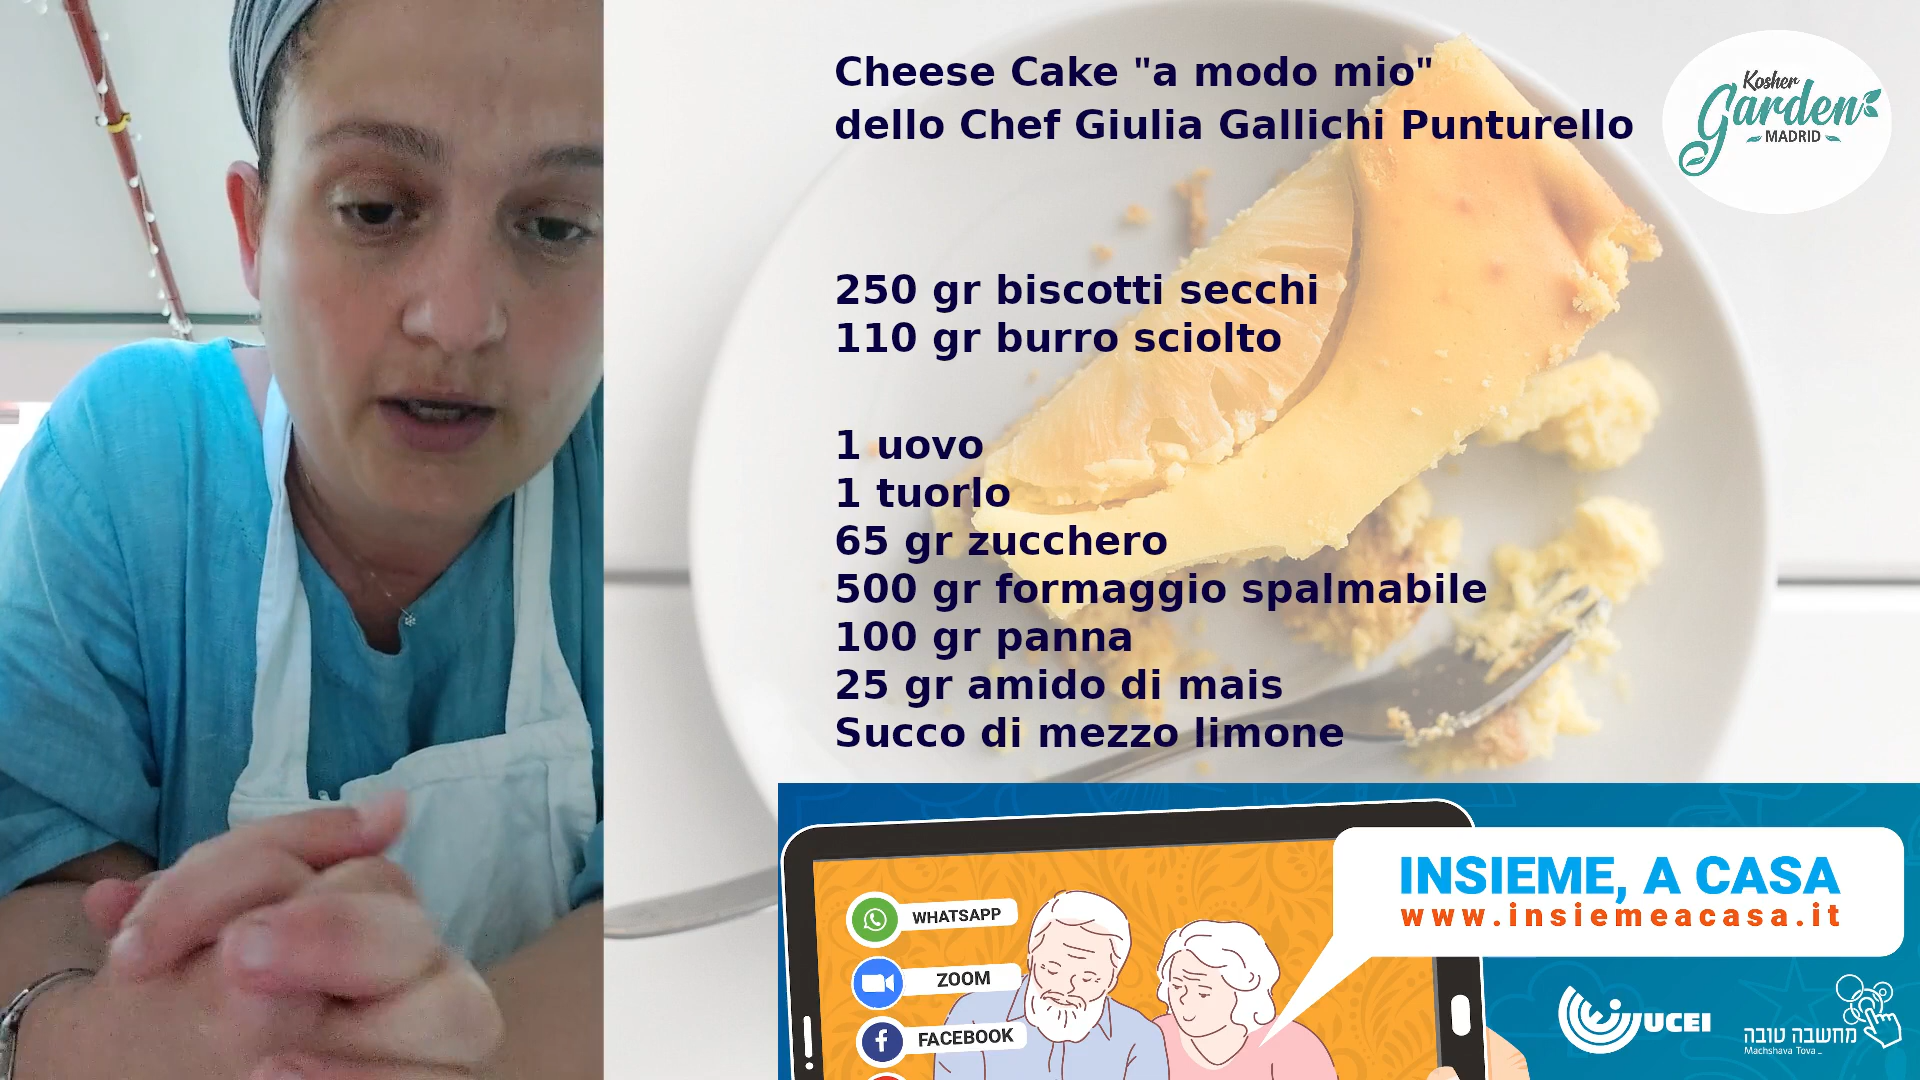 Cheese Cake "a modo mio"
dello Chef Giulia Gallichi Punturello
Kosher
Garden
MADRID
250 gr biscotti secchi
110 gr burro sciolto
1 uovo
1 tuorlo
65 gr zucchero
500 gr formaggio spalmabile
100 gr panna
25 gr amido di mais
Succo di mezzo limone
INSIEME, A CASA
www.insiemeacasa.it
WHATSAPP
ZOOM
FACEBOOK
UCEI
מחשבה טובה
Machshava Tova_